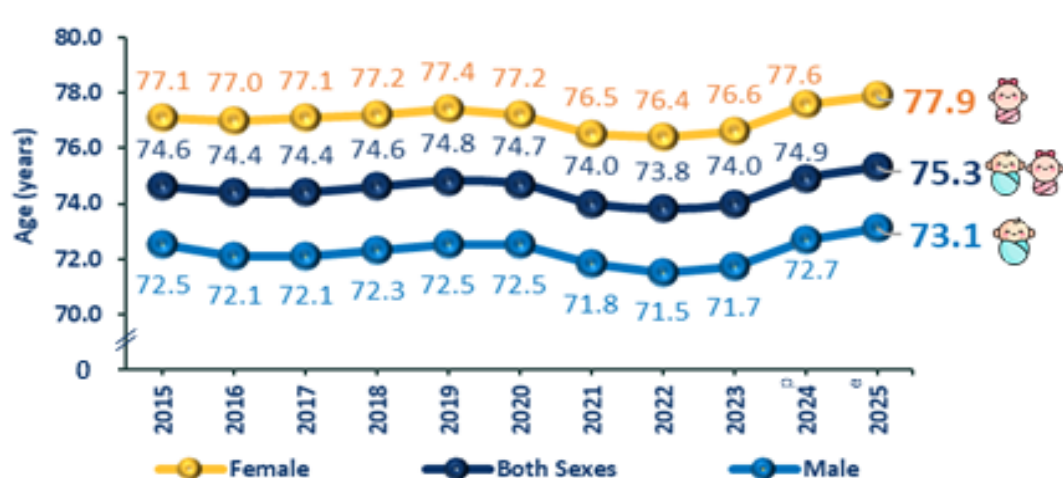 Age (years)
80.0
78.0
76.0
74.0
72.0
70.0
0
77.1 77.0 77.1 77.2 77.4 77.2 76.5 76.4 76.6 77.6 77.9
74.6 74.4 74.4 74.6 74.8 74.7 74.0 73.8 74.0 74.9 75.3
72.5 72.1 72.1 72.3 72.5 72.5 71.8 71.5 71.7 72.7 73.1
2015 2016 2017 2018 2019 2020 2021 2022 2023 2024p 2025e
Female Both Sexes Male